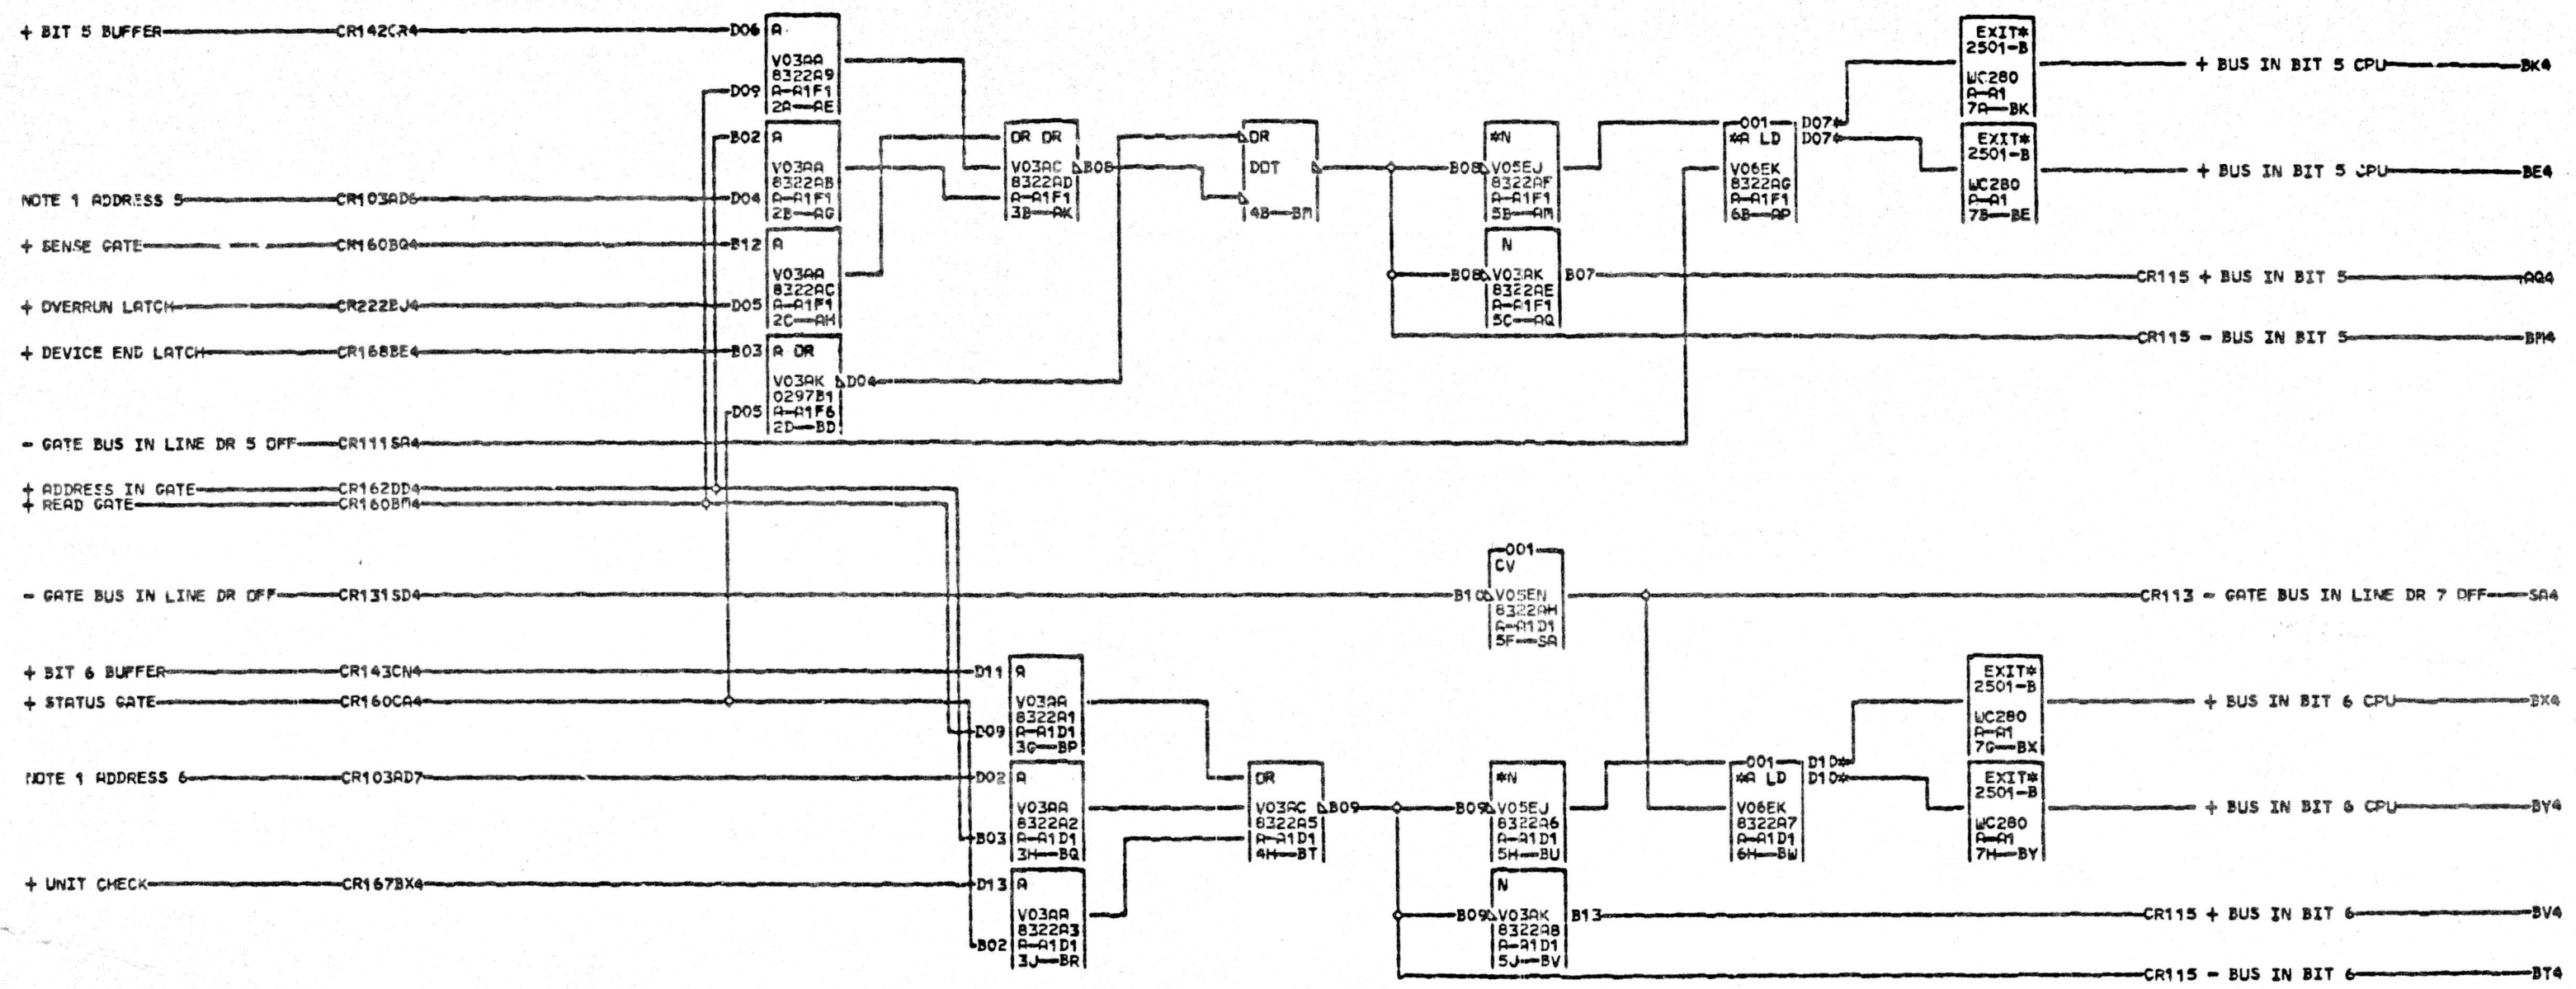 + BIT 5 BUFFER CR142CR4 D06
A
V03AA
8322A9
D09 A-A1F1
2A AE
B02 A
V03AA
8322AB
NOTE 1 ADDRESS 5 CR103AD6 D04 A-A1F1
2B AG
+ SENSE GATE CR160BQ4 B12 A
V03AA
8322AC
+ OVERRUN LATCH CR222EJ4 D05 A-A1F1
2C AH
+ DEVICE END LATCH CR168BE4 B03 A OR
V03AK D04
0297B1
D05 A-A1F6
2D BD
OR OR
V03AC B08
8322AD
A-A1F1
3B AK
OR
DOT
4B BM
*N
B08 V05EJ
8322AF
A-A1F1
5B AM
N
B08 V03AK B07
8322AE
A-A1F1
5C AQ
001 D07*
*A LD D07*
V06EK
8322AG
A-A1F1
6B AP
EXIT*
2501-B
WC280
A-A1
7A BK
+ BUS IN BIT 5 CPU BK4
EXIT*
2501-B
WC280
A-A1
7B BE
+ BUS IN BIT 5 CPU BE4
CR115 + BUS IN BIT 5 AQ4
CR115 - BUS IN BIT 5 BM4
- GATE BUS IN LINE DR 5 OFF CR111SA4
+ ADDRESS IN GATE CR162DD4
+ READ GATE CR160BM4
- GATE BUS IN LINE DR OFF CR131SD4
001
CV
B10 V05EN
8322AH
A-A1D1
5F SA
CR113 - GATE BUS IN LINE DR 7 OFF SA4
+ BIT 6 BUFFER CR143CN4 D11 A
+ STATUS GATE CR160CA4
V03AA
8322A1
D09 A-A1D1
3G BP
NOTE 1 ADDRESS 6 CR103AD7 D02 A
V03AA
8322A2
B03 A-A1D1
3H BQ
+ UNIT CHECK CR167BX4 D13 A
V03AA
8322A3
B02 A-A1D1
3J BR
OR
V03AC B09
8322A5
A-A1D1
4H BT
*N
B09 V05EJ
8322A6
A-A1D1
5H BU
N
B09 V03AK B13
8322A8
A-A1D1
5J BV
001 D10*
*A LD D10*
V06EK
8322A7
A-A1D1
6H BW
EXIT*
2501-B
WC280
A-A1
7G BX
+ BUS IN BIT 6 CPU BX4
EXIT*
2501-B
WC280
A-A1
7H BY
+ BUS IN BIT 6 CPU BY4
CR115 + BUS IN BIT 6 BV4
CR115 - BUS IN BIT 6 BT4